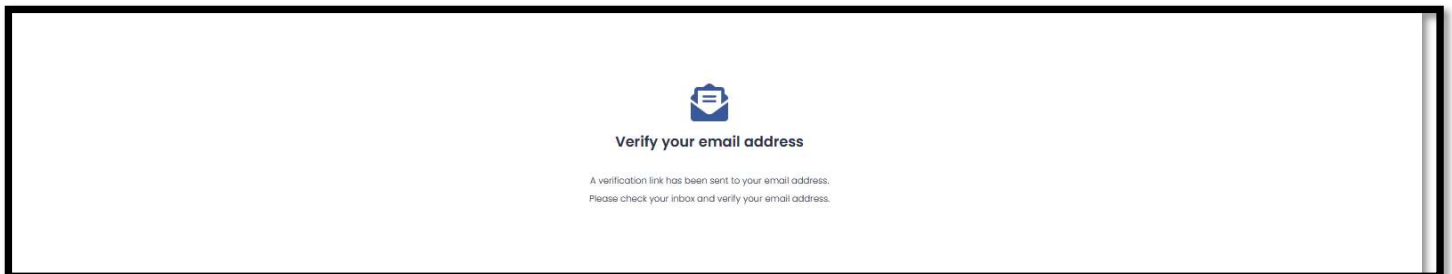 Verify your email address
A verification link has been sent to your email address.
Please check your inbox and verify your email address.